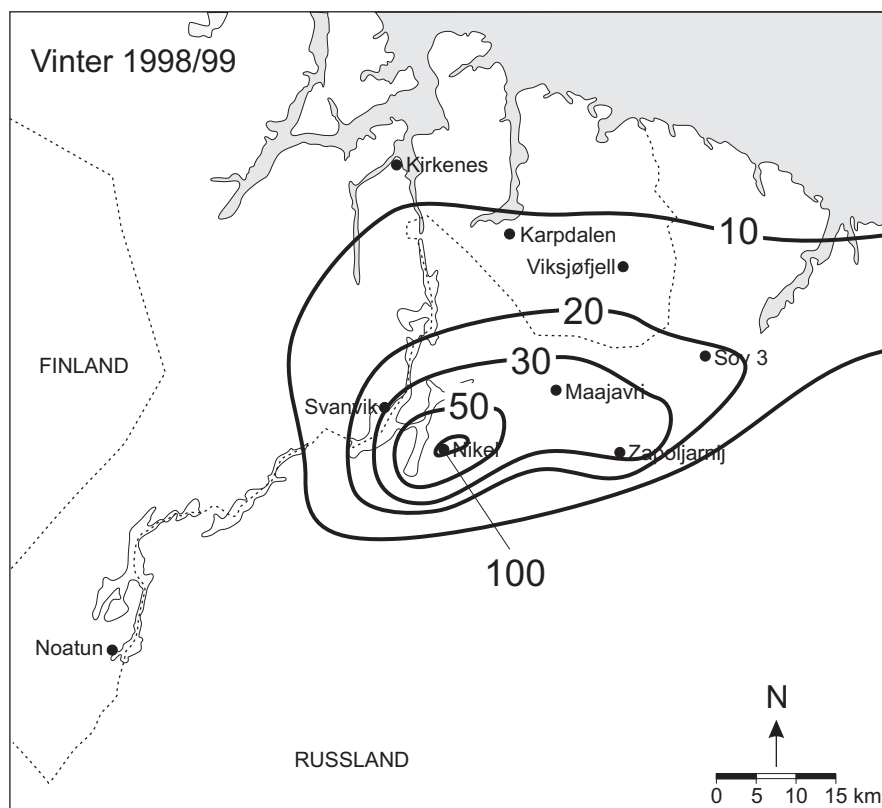 Vinter 1998/99
Kirkenes
Karpdalen
10
Viksjøfjell
20
FINLAND
30
Sov 3
Maajavri
Svanvik
50
Nikel
Zapoljarnij
100
Noatun
N
RUSSLAND
0 5 10 15 km